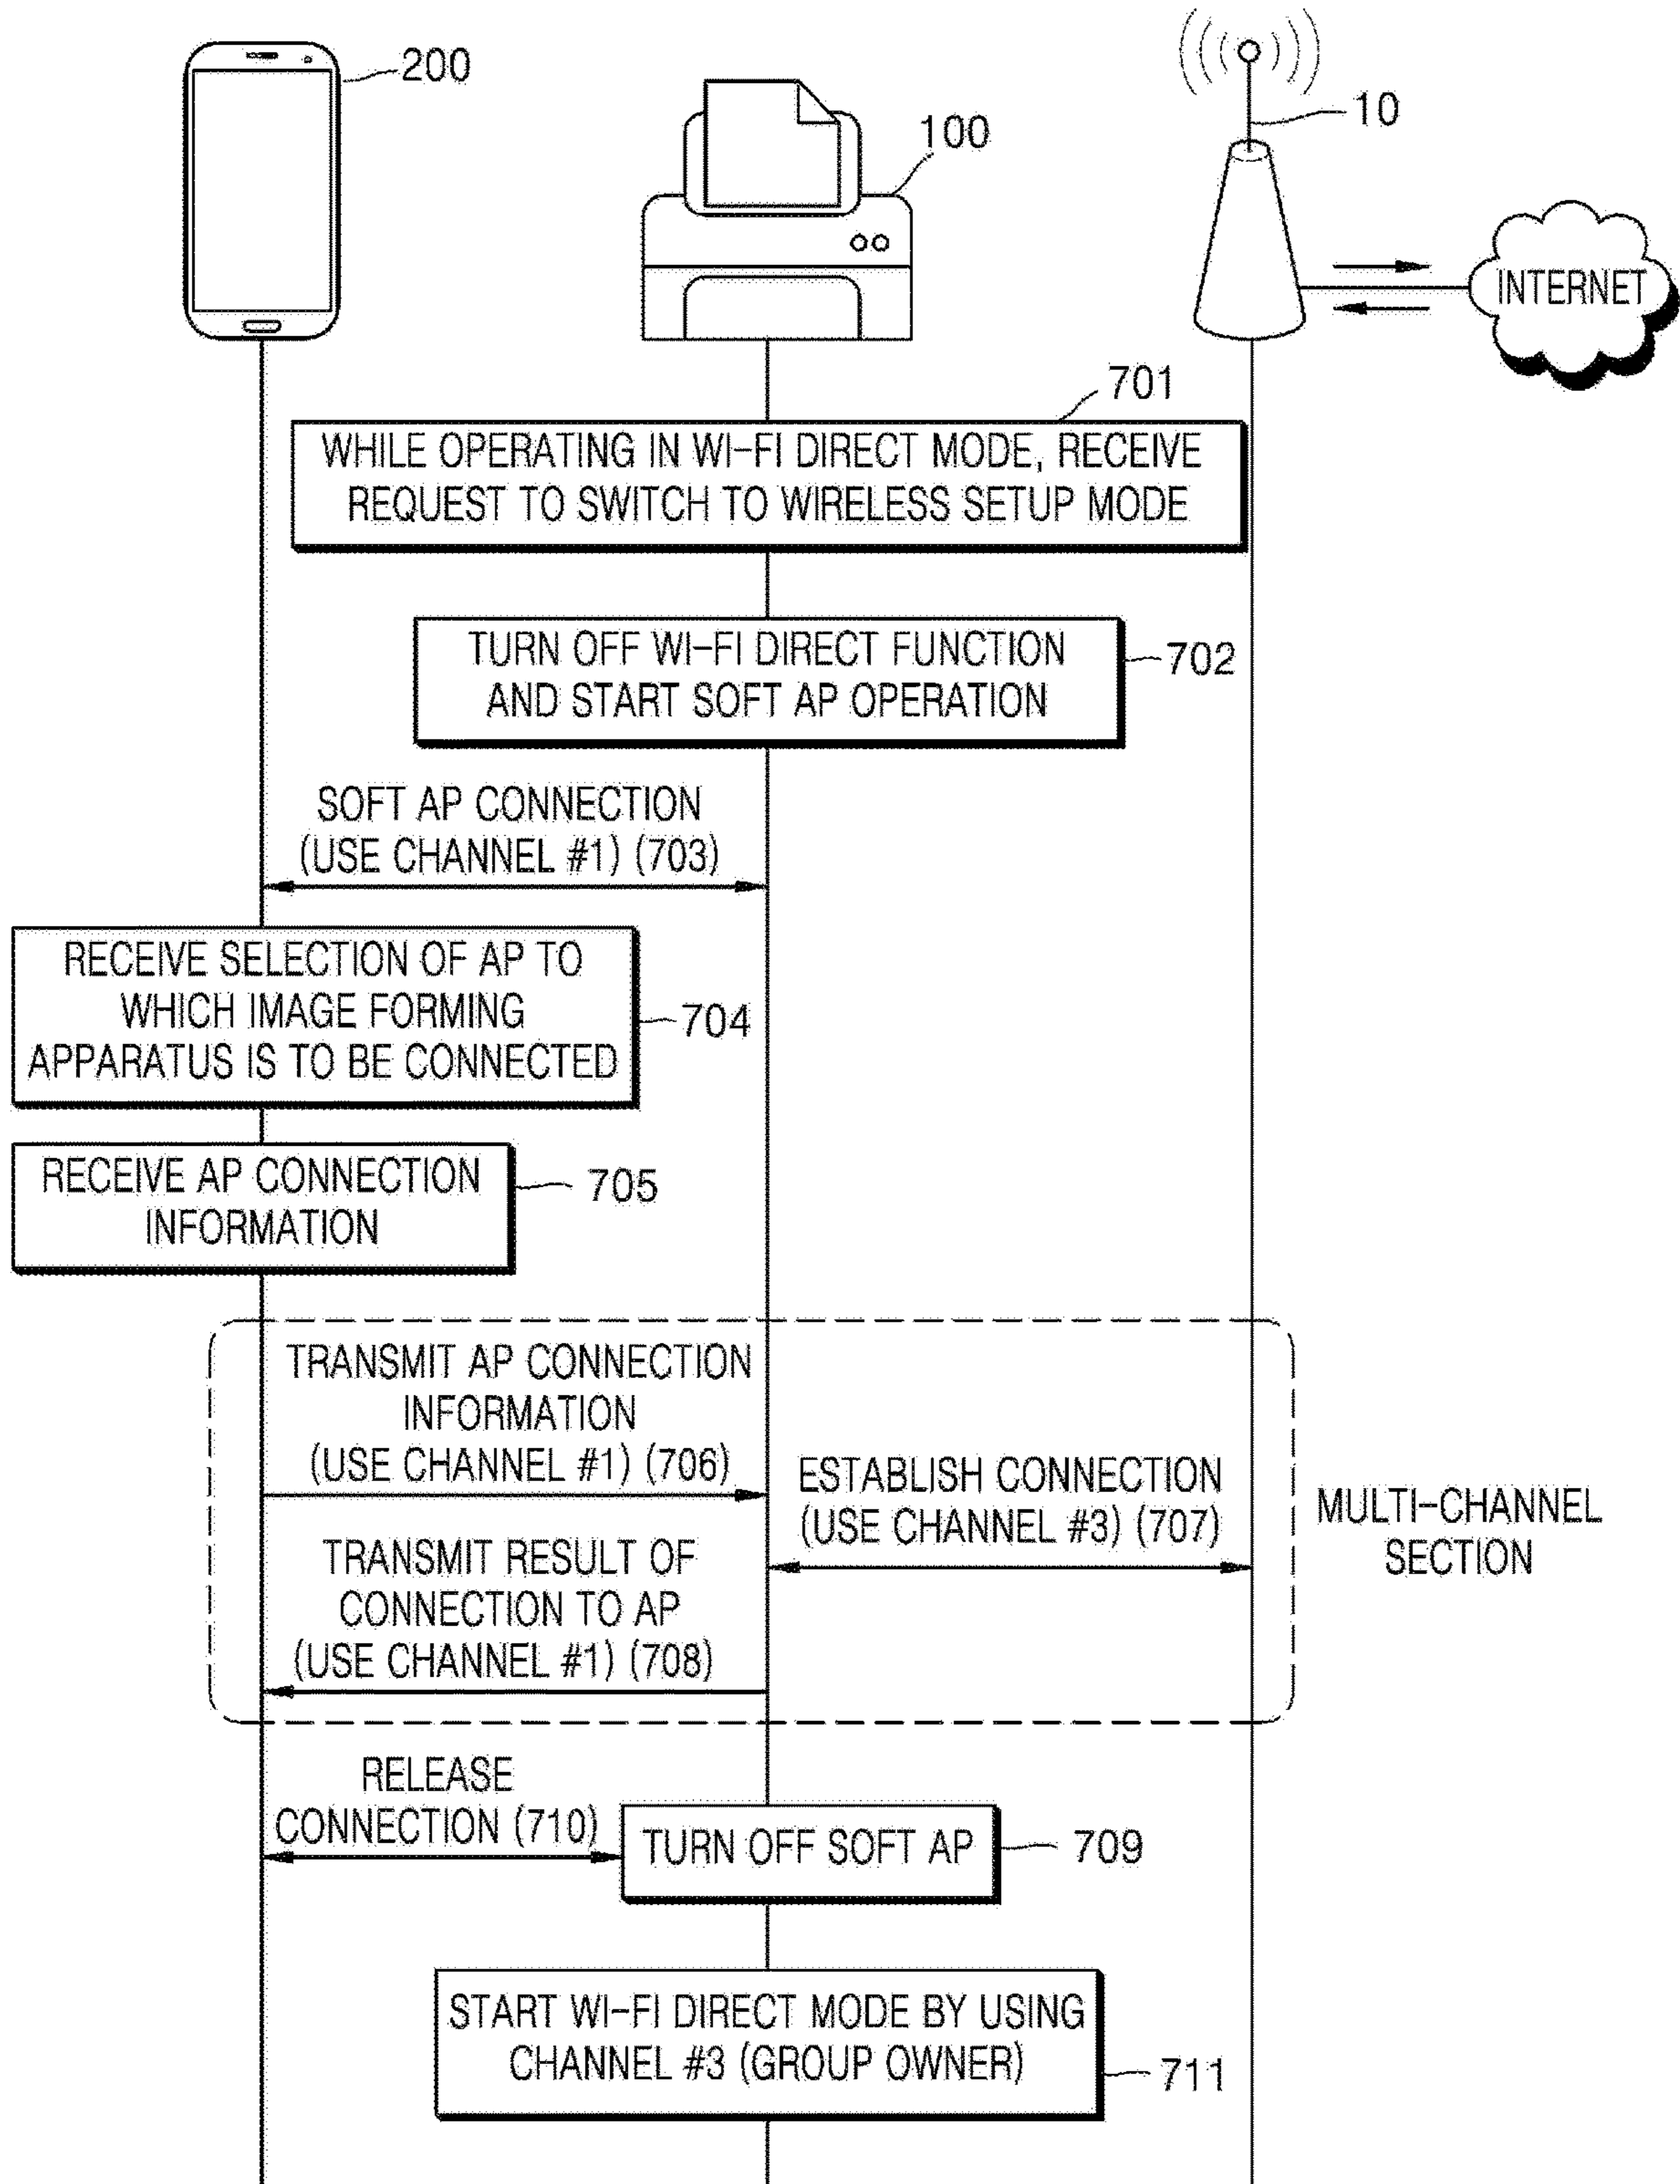 200
100
10
INTERNET
701
WHILE OPERATING IN WI-FI DIRECT MODE, RECEIVE
REQUEST TO SWITCH TO WIRELESS SETUP MODE
TURN OFF WI-FI DIRECT FUNCTION
AND START SOFT AP OPERATION
702
SOFT AP CONNECTION
(USE CHANNEL #1) (703)
RECEIVE SELECTION OF AP TO
WHICH IMAGE FORMING
APPARATUS IS TO BE CONNECTED
704
RECEIVE AP CONNECTION
INFORMATION
705
TRANSMIT AP CONNECTION
INFORMATION
(USE CHANNEL #1) (706)
ESTABLISH CONNECTION
(USE CHANNEL #3) (707)
MULTI-CHANNEL
SECTION
TRANSMIT RESULT OF
CONNECTION TO AP
(USE CHANNEL #1) (708)
RELEASE
CONNECTION (710)
TURN OFF SOFT AP
709
START WI-FI DIRECT MODE BY USING
CHANNEL #3 (GROUP OWNER)
711